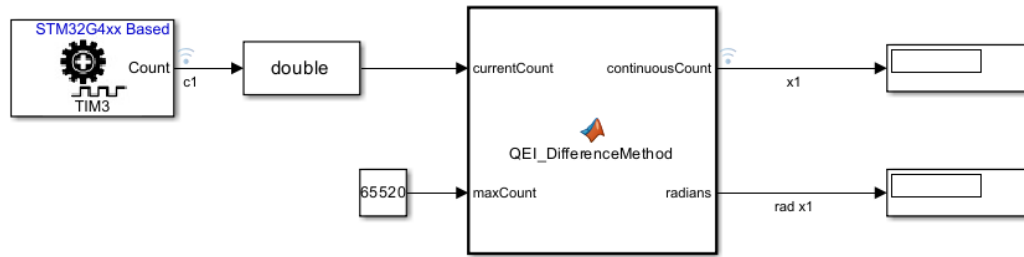 STM32G4xx Based
Count
TIM3
c1
double
currentCount
continuousCount
x1
QEI_DifferenceMethod
65520
maxCount
radians
rad x1